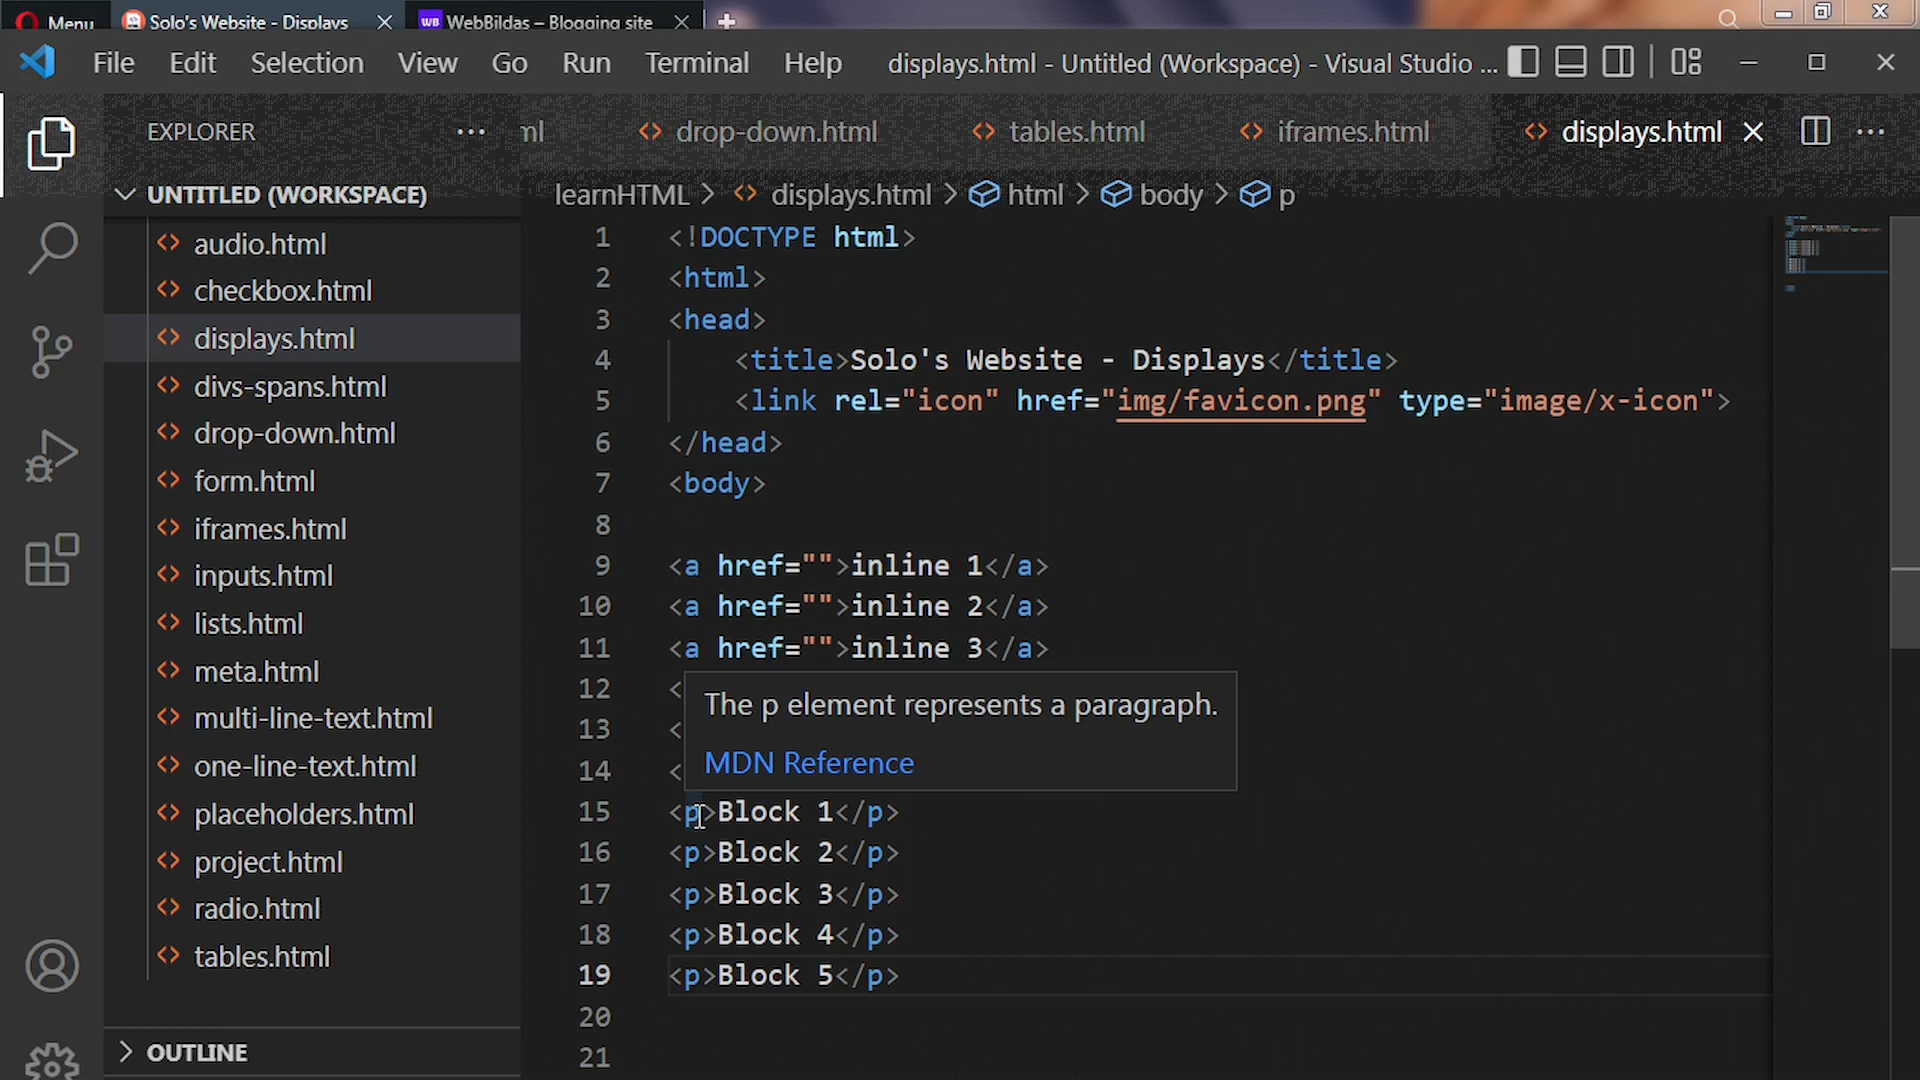 Menu
Solo's Website - Displays
WB WebBildas – Blogging site
File Edit Selection View Go Run Terminal Help
displays.html - Untitled (Workspace) - Visual Studio ...
EXPLORER
ml
drop-down.html
tables.html
iframes.html
displays.html
UNTITLED (WORKSPACE)
learnHTML > displays.html > html > body > p
audio.html
checkbox.html
displays.html
divs-spans.html
drop-down.html
form.html
iframes.html
inputs.html
lists.html
meta.html
multi-line-text.html
one-line-text.html
placeholders.html
project.html
radio.html
tables.html
OUTLINE
1 <!DOCTYPE html>
2 <html>
3 <head>
4 <title>Solo's Website - Displays</title>
5 <link rel="icon" href="img/favicon.png" type="image/x-icon">
6 </head>
7 <body>
8
9 <a href="">inline 1</a>
10 <a href="">inline 2</a>
11 <a href="">inline 3</a>
12 <
13 <
14 <
The p element represents a paragraph.
MDN Reference
15 <p>Block 1</p>
16 <p>Block 2</p>
17 <p>Block 3</p>
18 <p>Block 4</p>
19 <p>Block 5</p>
20
21